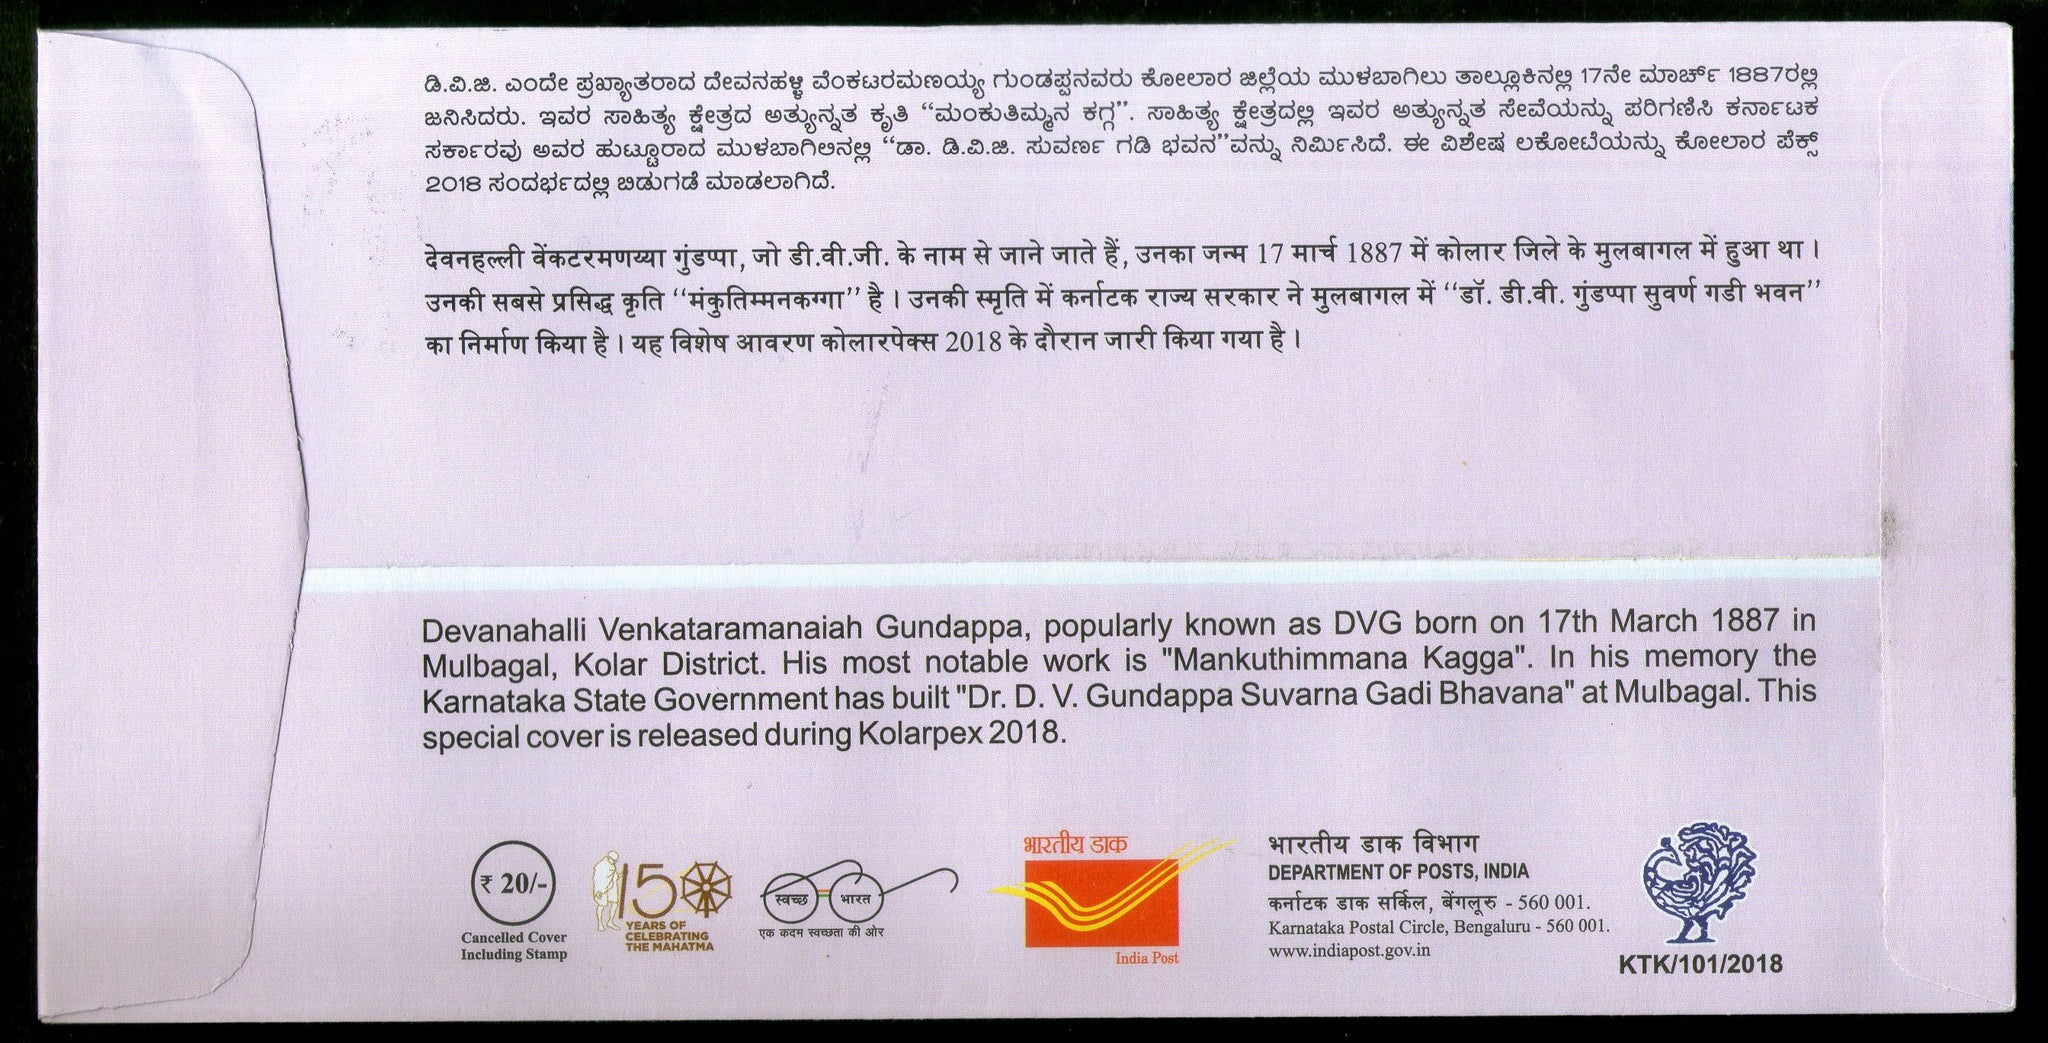 ಡಿ.ವಿ.ಜಿ. ಎಂದೇ ಪ್ರಖ್ಯಾತರಾದ ದೇವನಹಳ್ಳಿ ವೆಂಕಟರಮಣಯ್ಯ ಗುಂಡಪ್ಪನವರು ಕೋಲಾರ ಜಿಲ್ಲೆಯ ಮುಳಬಾಗಿಲು ತಾಲ್ಲೂಕಿನಲ್ಲಿ 17ನೇ ಮಾರ್ಚ್ 1887ರಲ್ಲಿ
ಜನಿಸಿದರು. ಇವರ ಸಾಹಿತ್ಯ ಕ್ಷೇತ್ರದ ಅತ್ಯುನ್ನತ ಕೃತಿ “ಮಂಕುತಿಮ್ಮನ ಕಗ್ಗ”. ಸಾಹಿತ್ಯ ಕ್ಷೇತ್ರದಲ್ಲಿ ಇವರ ಅತ್ಯುನ್ನತ ಸೇವೆಯನ್ನು ಪರಿಗಣಿಸಿ ಕರ್ನಾಟಕ
ಸರ್ಕಾರವು ಅವರ ಹುಟ್ಟೂರಾದ ಮುಳಬಾಗಿಲಿನಲ್ಲಿ “ಡಾ. ಡಿ.ವಿ.ಜಿ. ಸುವರ್ಣ ಗಡಿ ಭವನ”ವನ್ನು ನಿರ್ಮಿಸಿದೆ. ಈ ವಿಶೇಷ ಲಕೋಟೆಯನ್ನು ಕೋಲಾರ ಪೆಕ್ಸ್
2018 ಸಂದರ್ಭದಲ್ಲಿ ಬಿಡುಗಡೆ ಮಾಡಲಾಗಿದೆ.
देवनहल्ली वेंकटरमणय्या गुंडप्पा, जो डी.वी.जी. के नाम से जाने जाते हैं, उनका जन्म 17 मार्च 1887 में कोलार जिले के मुलबागल में हुआ था ।
उनकी सबसे प्रसिद्ध कृति “मंकुतिम्मनकग्गा” है । उनकी स्मृति में कर्नाटक राज्य सरकार ने मुलबागल में “डॉ. डी.वी. गुंडप्पा सुवर्ण गडी भवन”
का निर्माण किया है । यह विशेष आवरण कोलारपेक्स 2018 के दौरान जारी किया गया है ।
Devanahalli Venkataramanaiah Gundappa, popularly known as DVG born on 17th March 1887 in
Mulbagal, Kolar District. His most notable work is "Mankuthimmana Kagga". In his memory the
Karnataka State Government has built "Dr. D. V. Gundappa Suvarna Gadi Bhavana" at Mulbagal. This
special cover is released during Kolarpex 2018.
₹ 20/-
Cancelled Cover
Including Stamp
150
YEARS OF
CELEBRATING
THE MAHATMA
स्वच्छ भारत
एक कदम स्वच्छता की ओर
भारतीय डाक
India Post
भारतीय डाक विभाग
DEPARTMENT OF POSTS, INDIA
कर्नाटक डाक सर्किल, बेंगलूरु - 560 001.
Karnataka Postal Circle, Bengaluru - 560 001.
www.indiapost.gov.in
KTK/101/2018